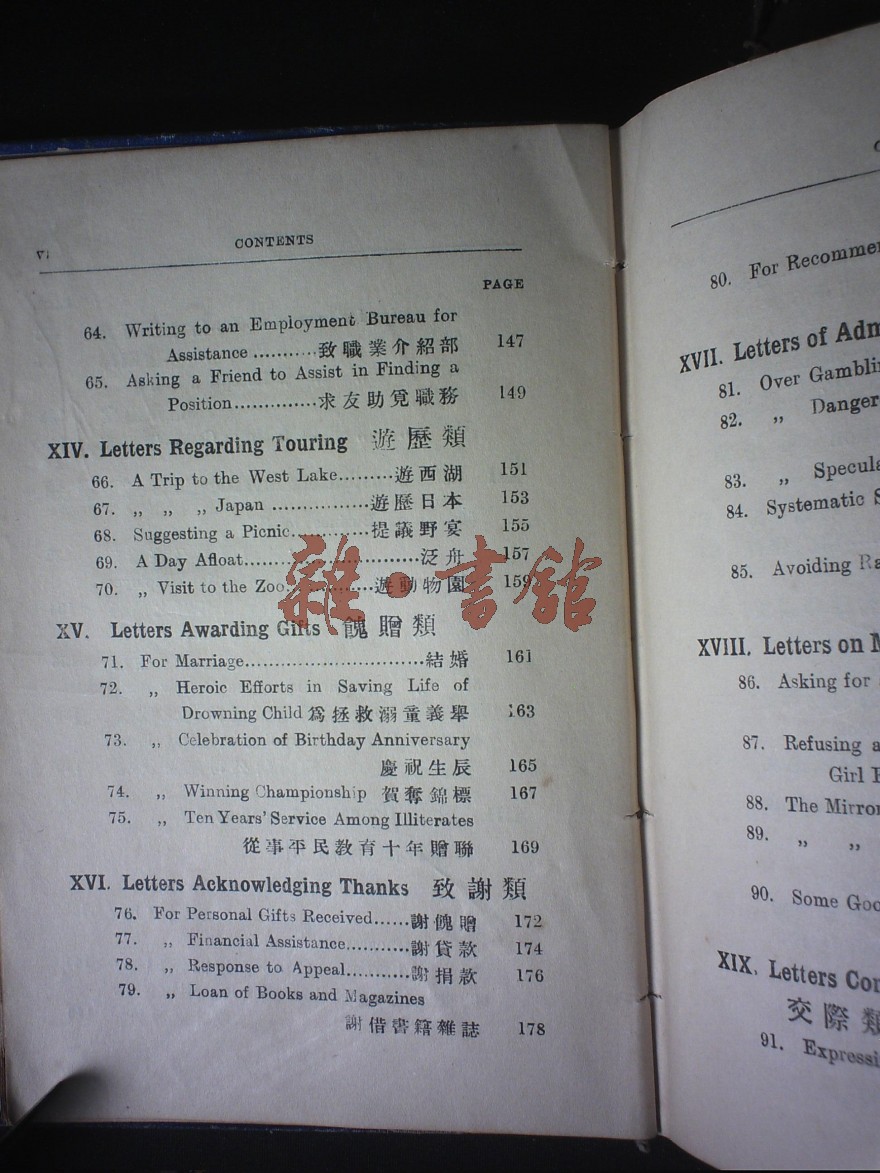 vi
CONTENTS
PAGE
64. Writing to an Employment Bureau for
Assistance ...........致職業介紹部 147
65. Asking a Friend to Assist in Finding a
Position..............求友助覓職務 149
XIV. Letters Regarding Touring 遊歷類
66. A Trip to the West Lake.........遊西湖 151
67. „ „ „ Japan ................遊歷日本 153
68. Suggesting a Picnic..............提議野宴 155
69. A Day Afloat.............................泛舟 157
70. „ Visit to the Zoo...............遊動物園 159
雜·書館
XV. Letters Awarding Gifts 餽贈類
71. For Marriage..............................結婚 161
72. „ Heroic Efforts in Saving Life of
Drowning Child 爲拯救溺童義舉 163
73. „ Celebration of Birthday Anniversary
慶祝生辰 165
74. „ Winning Championship 賀奪錦標 167
75. „ Ten Years' Service Among Illiterates
從事平民教育十年贈聯 169
XVI. Letters Acknowledging Thanks 致謝類
76. For Personal Gifts Received......謝餽贈 172
77. „ Financial Assistance...........謝貸款 174
78. „ Response to Appeal...........謝捐款 176
79. „ Loan of Books and Magazines
謝借書籍雜誌 178
80. For
XVII. Letters of
81. Over
82. „
83. „
84. Systematic
85. Avoiding
XVIII. Letters on
86. Asking for
87. Refusing
Girl
88. The
89. „ „
90. Some
XIX. Letters
交際類
91.